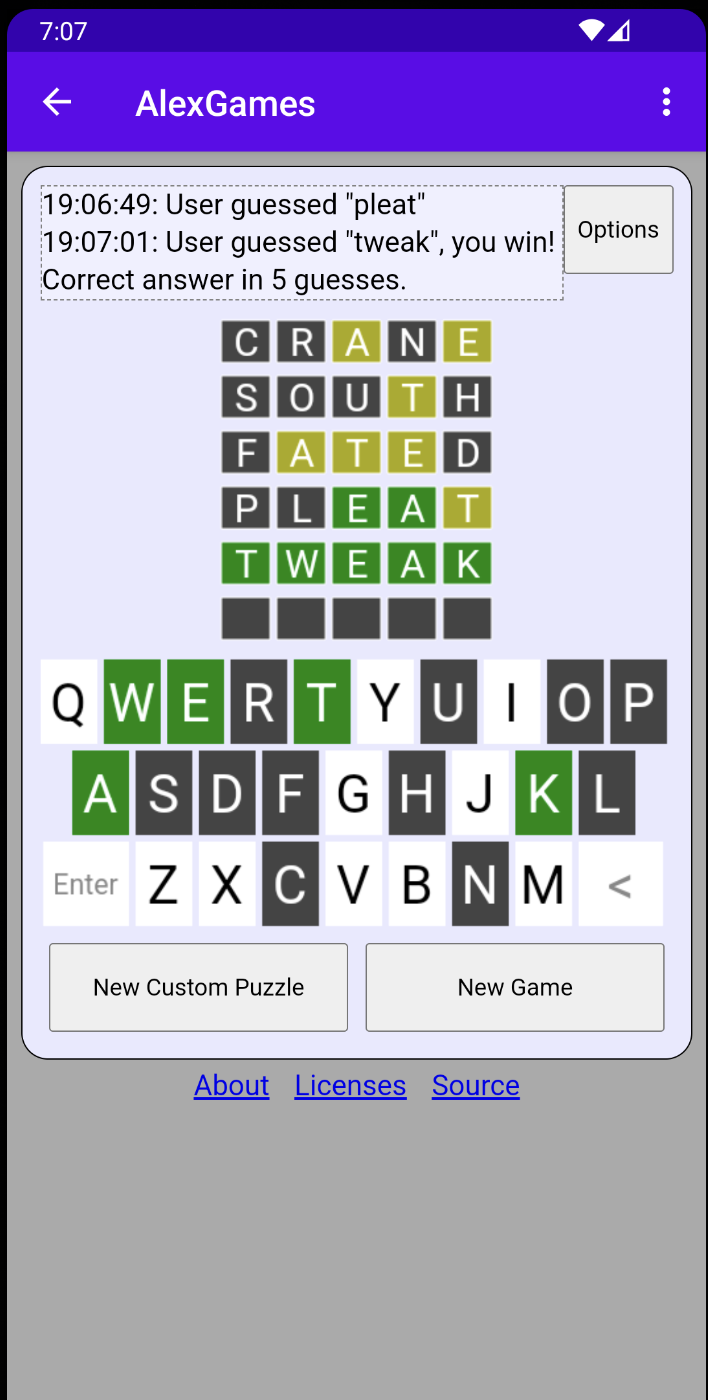 7:07
AlexGames
19:06:49: User guessed "pleat"
19:07:01: User guessed "tweak", you win!
Correct answer in 5 guesses.
Options
C R A N E
S O U T H
F A T E D
P L E A T
T W E A K
Q W E R T Y U I O P
A S D F G H J K L
Enter Z X C V B N M <
New Custom Puzzle New Game
About Licenses Source